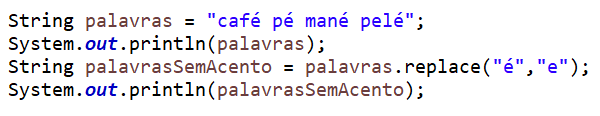 String palavras = "café pé mané pelé";
System.out.println(palavras);
String palavrasSemAcento = palavras.replace("é","e");
System.out.println(palavrasSemAcento);